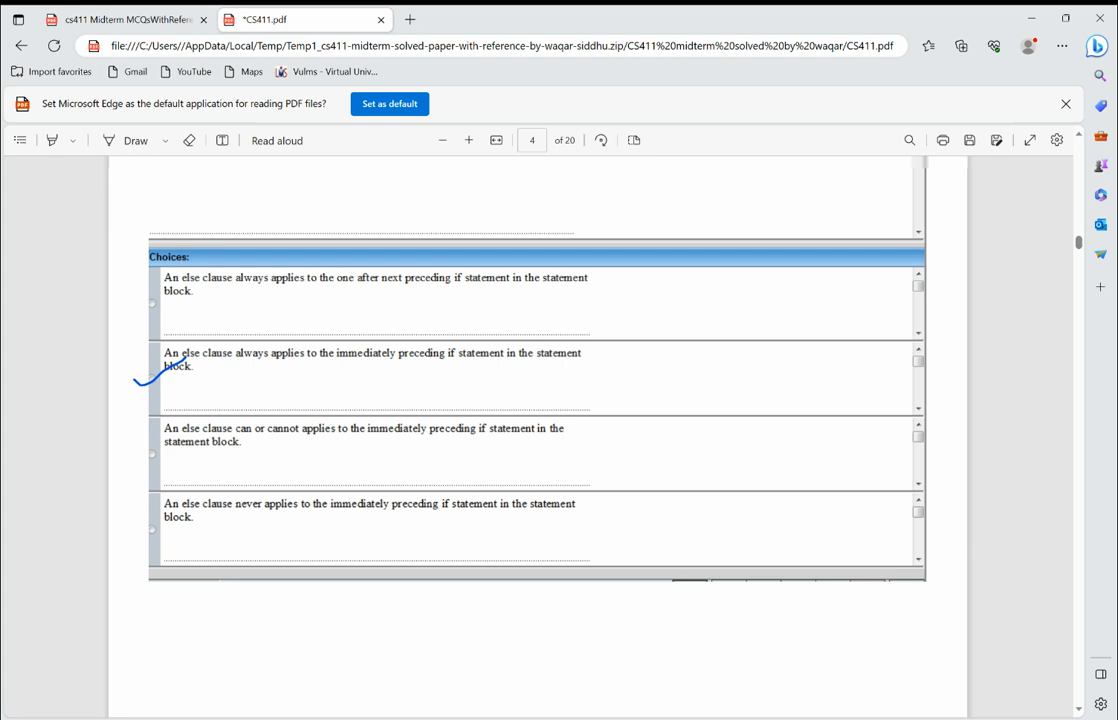 cs411 Midterm MCQsWithRefere
*CS411.pdf
file:///C:/Users//AppData/Local/Temp/Temp1_cs411-midterm-solved-paper-with-reference-by-waqar-siddhu.zip/CS411%20midterm%20solved%20by%20waqar/CS411.pdf
Import favorites
Gmail
YouTube
Maps
Vulms - Virtual Univ...
Set Microsoft Edge as the default application for reading PDF files?
Set as default
Draw
Read aloud
4 of 20
Choices:
An else clause always applies to the one after next preceding if statement in the statement
block.
An else clause always applies to the immediately preceding if statement in the statement
block.
An else clause can or cannot applies to the immediately preceding if statement in the
statement block.
An else clause never applies to the immediately preceding if statement in the statement
block.